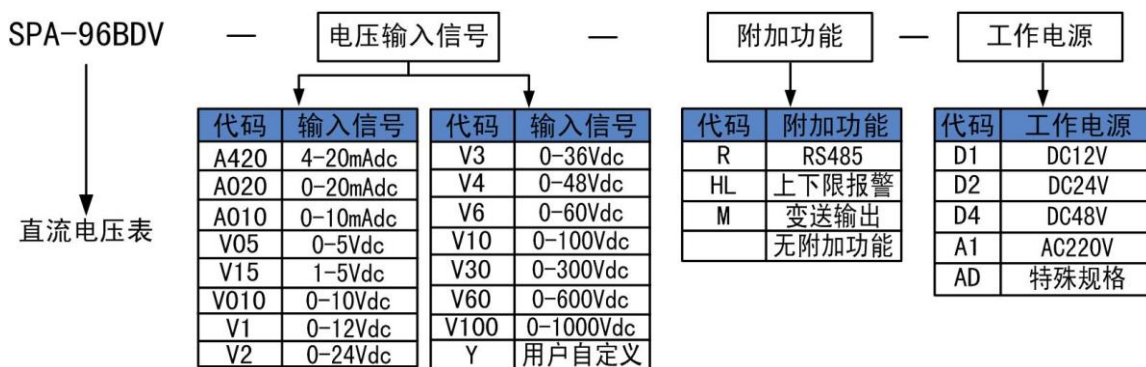 SPA-96BDV — 电压输入信号 — 附加功能 — 工作电源
直流电压表
代码 输入信号
A420 4-20mAdc
A020 0-20mAdc
A010 0-10mAdc
V05 0-5Vdc
V15 1-5Vdc
V010 0-10Vdc
V1 0-12Vdc
V2 0-24Vdc
代码 输入信号
V3 0-36Vdc
V4 0-48Vdc
V6 0-60Vdc
V10 0-100Vdc
V30 0-300Vdc
V60 0-600Vdc
V100 0-1000Vdc
Y 用户自定义
代码 附加功能
R RS485
HL 上下限报警
M 变送输出
无附加功能
代码 工作电源
D1 DC12V
D2 DC24V
D4 DC48V
A1 AC220V
AD 特殊规格